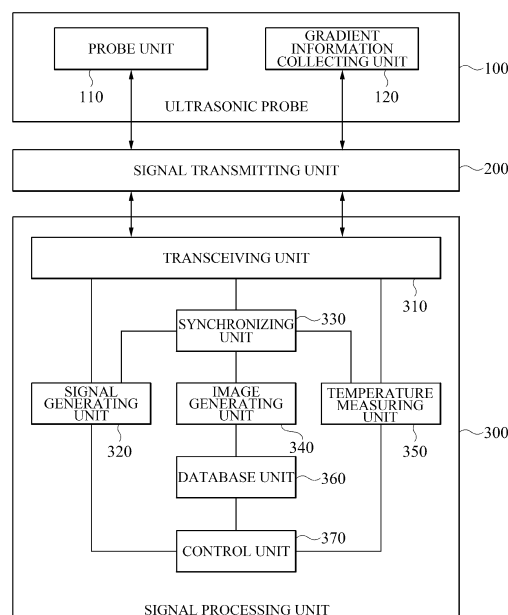 PROBE UNIT
110
GRADIENT
INFORMATION
COLLECTING UNIT
120
100
ULTRASONIC PROBE
SIGNAL TRANSMITTING UNIT
200
TRANSCEIVING UNIT
310
SYNCHRONIZING
UNIT
330
SIGNAL
GENERATING
UNIT
320
IMAGE
GENERATING
UNIT
340
TEMPERATURE
MEASURING
UNIT
350
300
DATABASE UNIT
360
CONTROL UNIT
370
SIGNAL PROCESSING UNIT